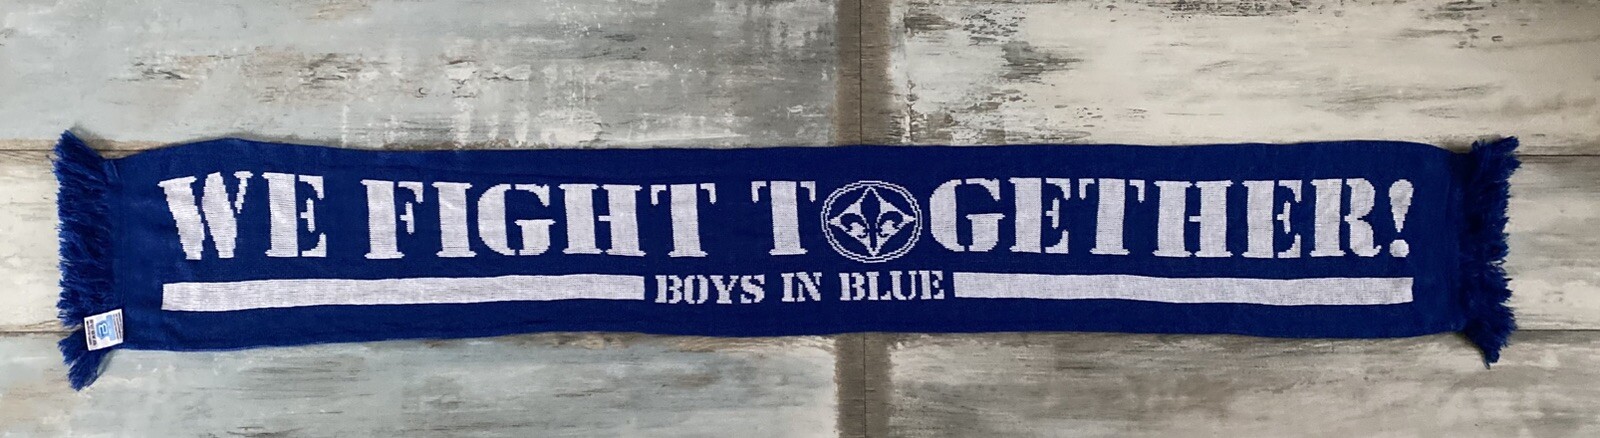 WE FIGHT TOGETHER!
BOYS IN BLUE